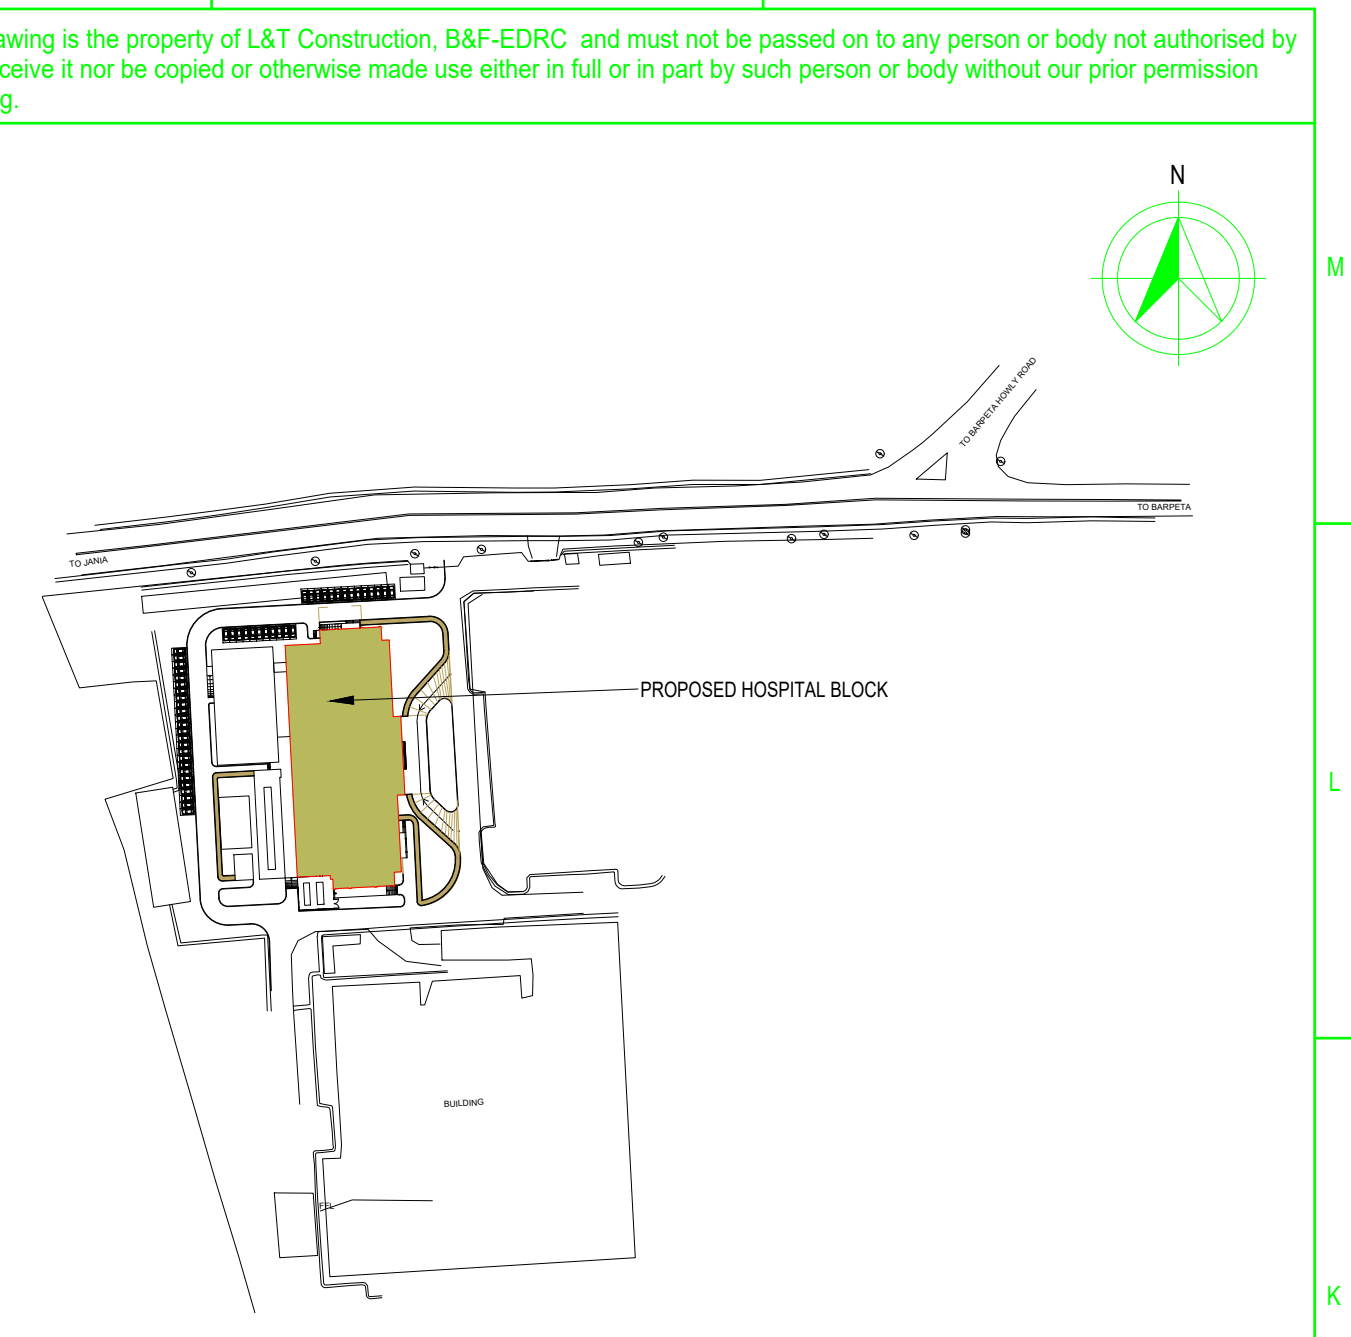 awing is the property of L&T Construction, B&F-EDRC and must not be passed on to any person or body not authorised by
ceive it nor be copied or otherwise made use either in full or in part by such person or body without our prior permission
g.
N
M
TO BARPETA HOWLY ROAD
TO BARPETA
TO JANIA
PROPOSED HOSPITAL BLOCK
L
BUILDING
K